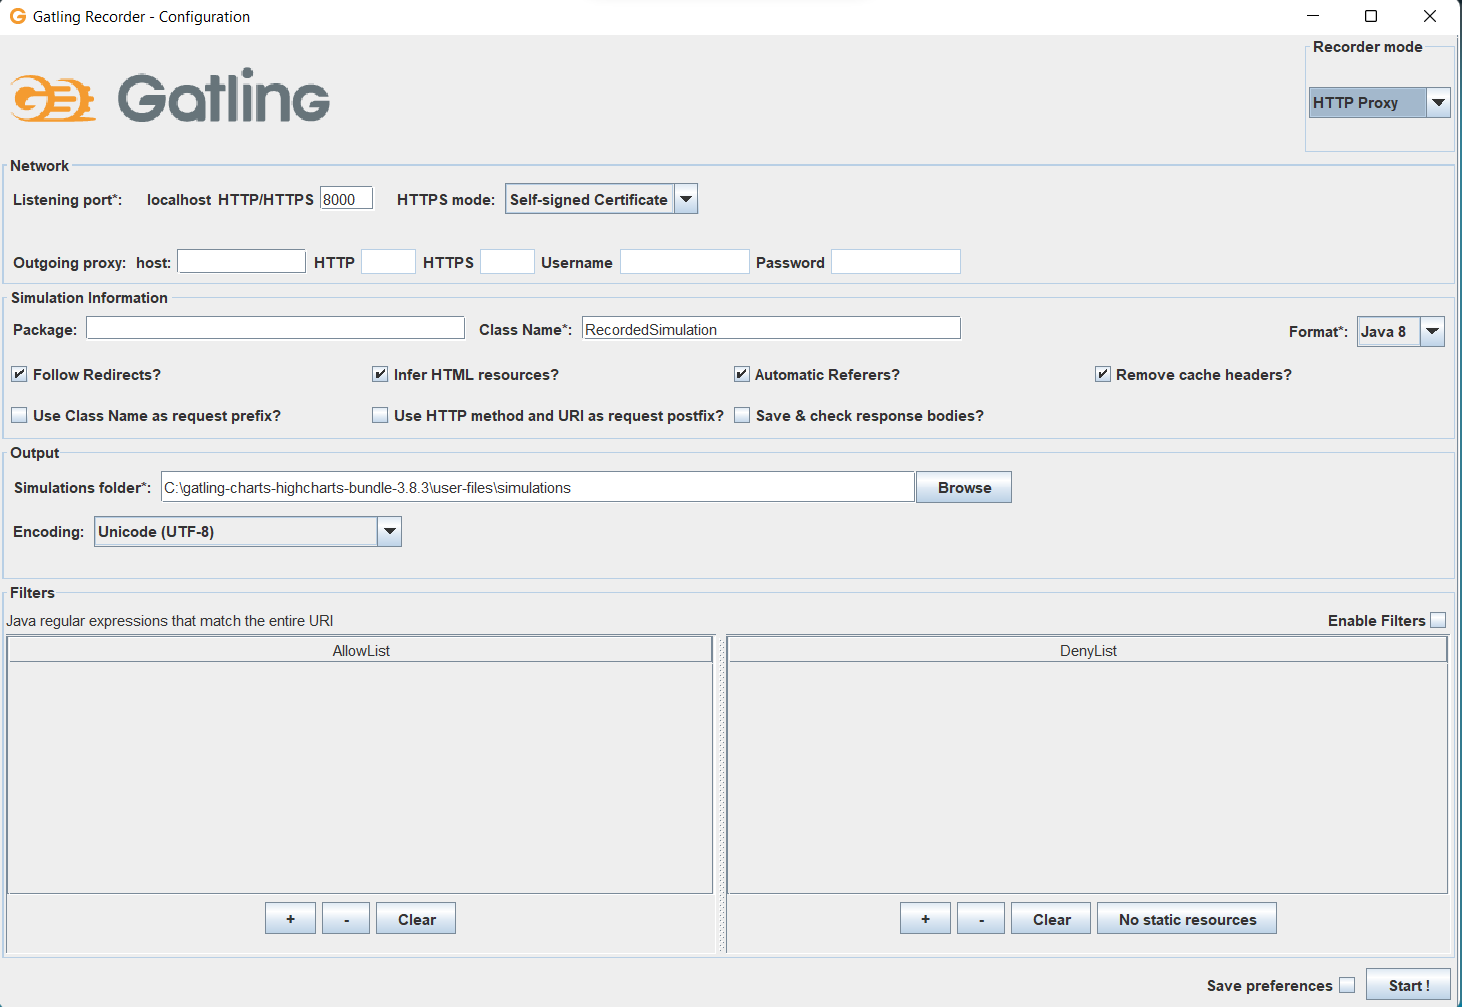 Gatling Recorder - Configuration
Recorder mode
Gatling
HTTP Proxy
Network
Listening port*: localhost HTTP/HTTPS 8000 HTTPS mode: Self-signed Certificate
Outgoing proxy: host: HTTP HTTPS Username Password
Simulation Information
Package: Class Name*: RecordedSimulation Format*: Java 8
Follow Redirects? Infer HTML resources? Automatic Referers? Remove cache headers?
Use Class Name as request prefix? Use HTTP method and URI as request postfix? Save & check response bodies?
Output
Simulations folder*: C:\gatling-charts-highcharts-bundle-3.8.3\user-files\simulations Browse
Encoding: Unicode (UTF-8)
Filters
Java regular expressions that match the entire URI Enable Filters
AllowList DenyList
+ - Clear + - Clear No static resources
Save preferences Start !